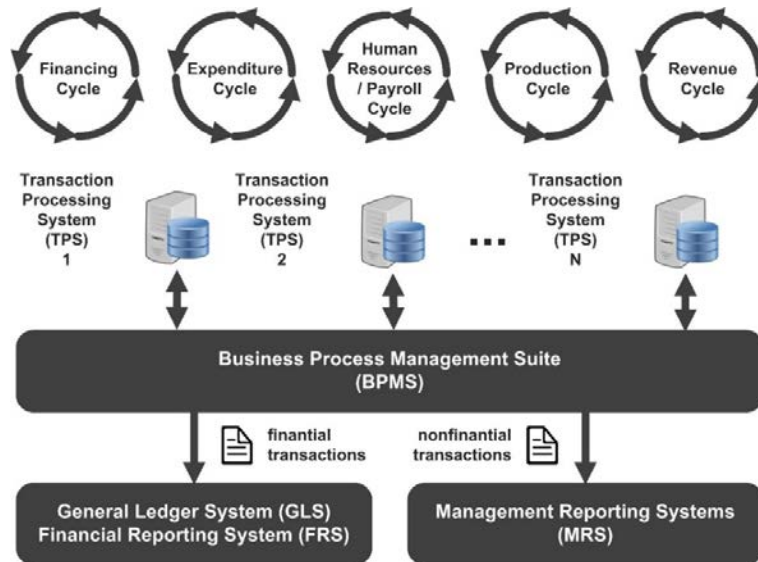 Financing
Cycle
Expenditure
Cycle
Human
Resources
/ Payroll
Cycle
Production
Cycle
Revenue
Cycle
Transaction
Processing
System
(TPS)
1
Transaction
Processing
System
(TPS)
2
...
Transaction
Processing
System
(TPS)
N
Business Process Management Suite
(BPMS)
finantial
transactions
nonfinantial
transactions
General Ledger System (GLS)
Financial Reporting System (FRS)
Management Reporting Systems
(MRS)